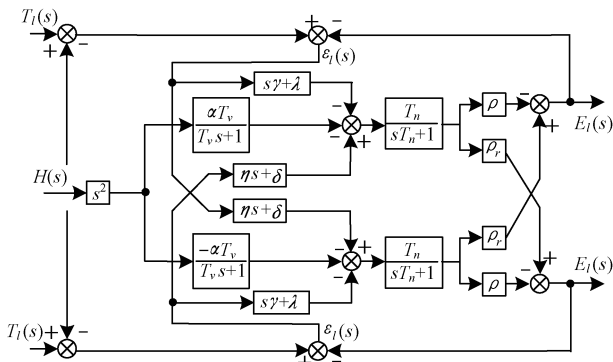 T_l(s)
+
−
+
−
ε_l(s)
sγ+λ
αT_v
T_v s+1
−
−
+
T_n
sT_n+1
ρ
−
+
E_l(s)
ρ_r
ηs+δ
H(s)
s²
ηs+δ
−αT_v
T_v s+1
−
+
−
−
T_n
sT_n+1
ρ_r
ρ
+
−
E_l(s)
sγ+λ
ε_l(s)
T_l(s)
+
−
+
−